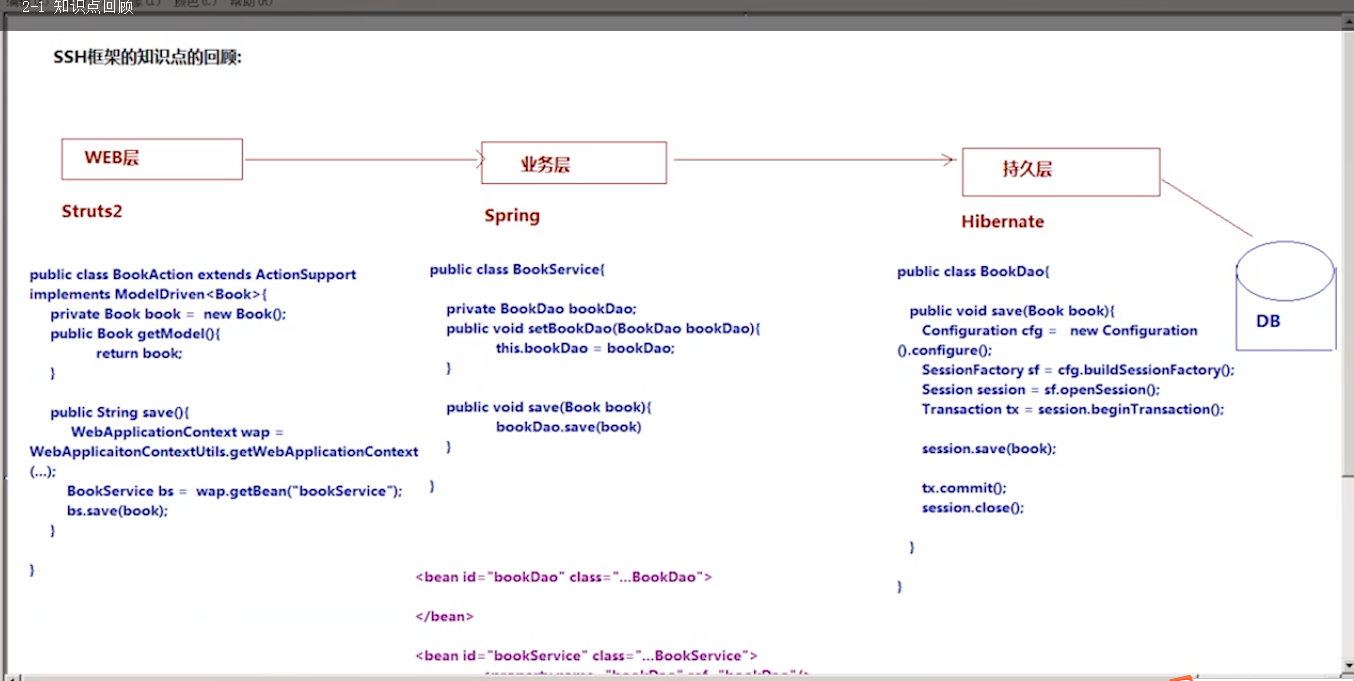 2-1 知识点回顾
SSH框架的知识点的回顾:
WEB层
业务层
持久层
Struts2
Spring
Hibernate
DB
public class BookAction extends ActionSupport
implements ModelDriven<Book>{
private Book book = new Book();
public Book getModel(){
return book;
}
public String save(){
WebApplicationContext wap =
WebApplicaitonContextUtils.getWebApplicationContext
(...);
BookService bs = wap.getBean("bookService");
bs.save(book);
}
}
public class BookService{
private BookDao bookDao;
public void setBookDao(BookDao bookDao){
this.bookDao = bookDao;
}
public void save(Book book){
bookDao.save(book)
}
}
<bean id="bookDao" class="...BookDao">
</bean>
<bean id="bookService" class="...BookService">
<property name="bookDao" ref="bookDao"/>
public class BookDao{
public void save(Book book){
Configuration cfg = new Configuration
().configure();
SessionFactory sf = cfg.buildSessionFactory();
Session session = sf.openSession();
Transaction tx = session.beginTransaction();
session.save(book);
tx.commit();
session.close();
}
}